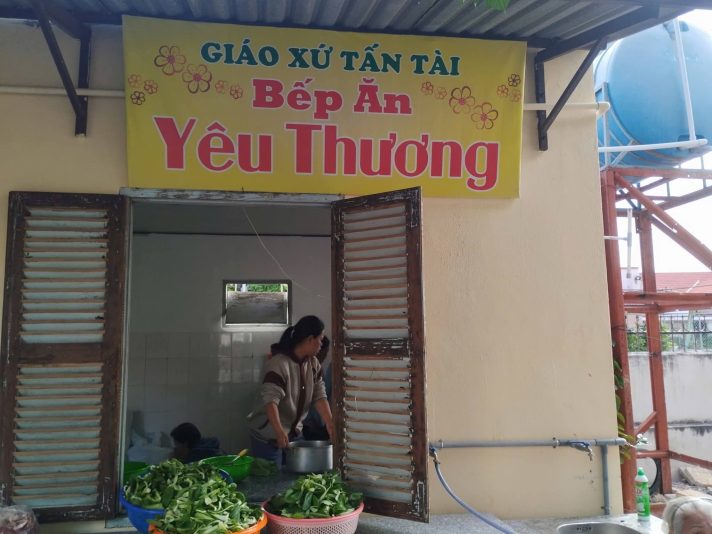 GIÁO XỨ TẤN TÀI
Bếp Ăn
Yêu Thương